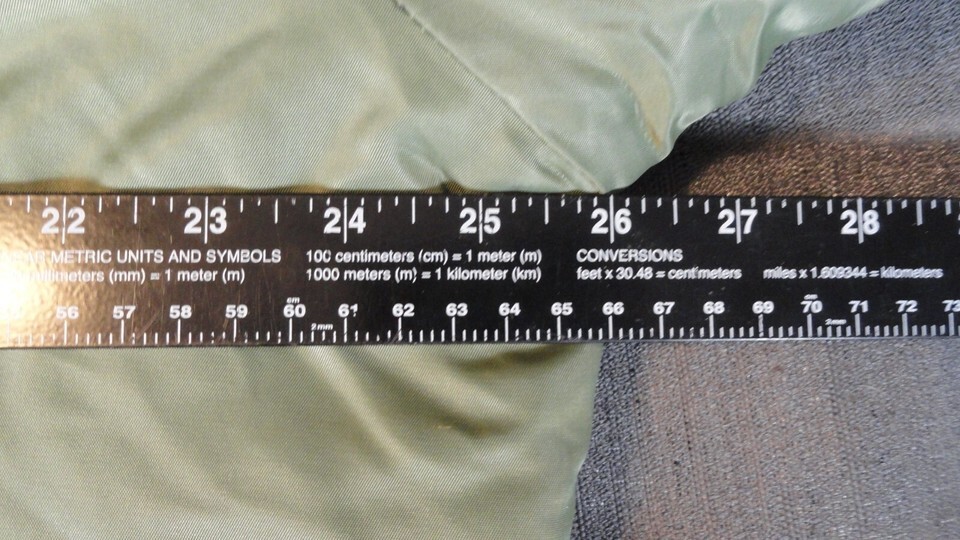 22 23 24 25 26 27 28
METRIC UNITS AND SYMBOLS 100 centimeters (cm) = 1 meter (m) CONVERSIONS
millimeters (mm) = 1 meter (m) 1000 meters (m) = 1 kilometer (km) feet x 30.48 = centimeters miles x 1.609344 = kilometers
cm
56 57 58 59 60 61 62 63 64 65 66 67 68 69 70 71 72 73
2mm 2mm